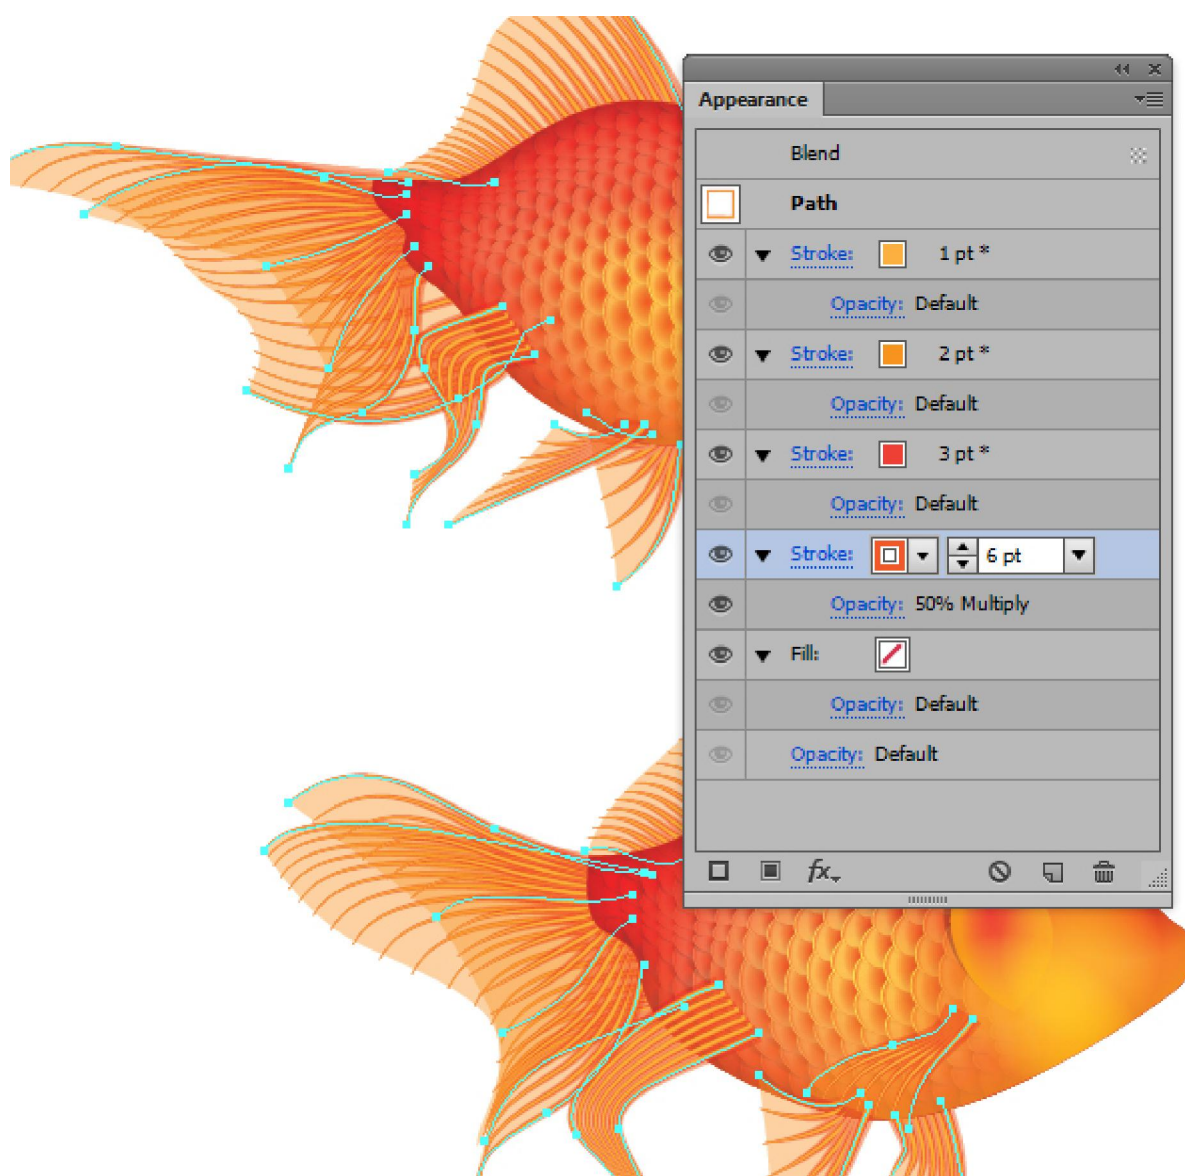 Appearance
Blend
Path
Stroke: 1 pt *
Opacity: Default
Stroke: 2 pt *
Opacity: Default
Stroke: 3 pt *
Opacity: Default
Stroke: 6 pt
Opacity: 50% Multiply
Fill:
Opacity: Default
Opacity: Default
fx